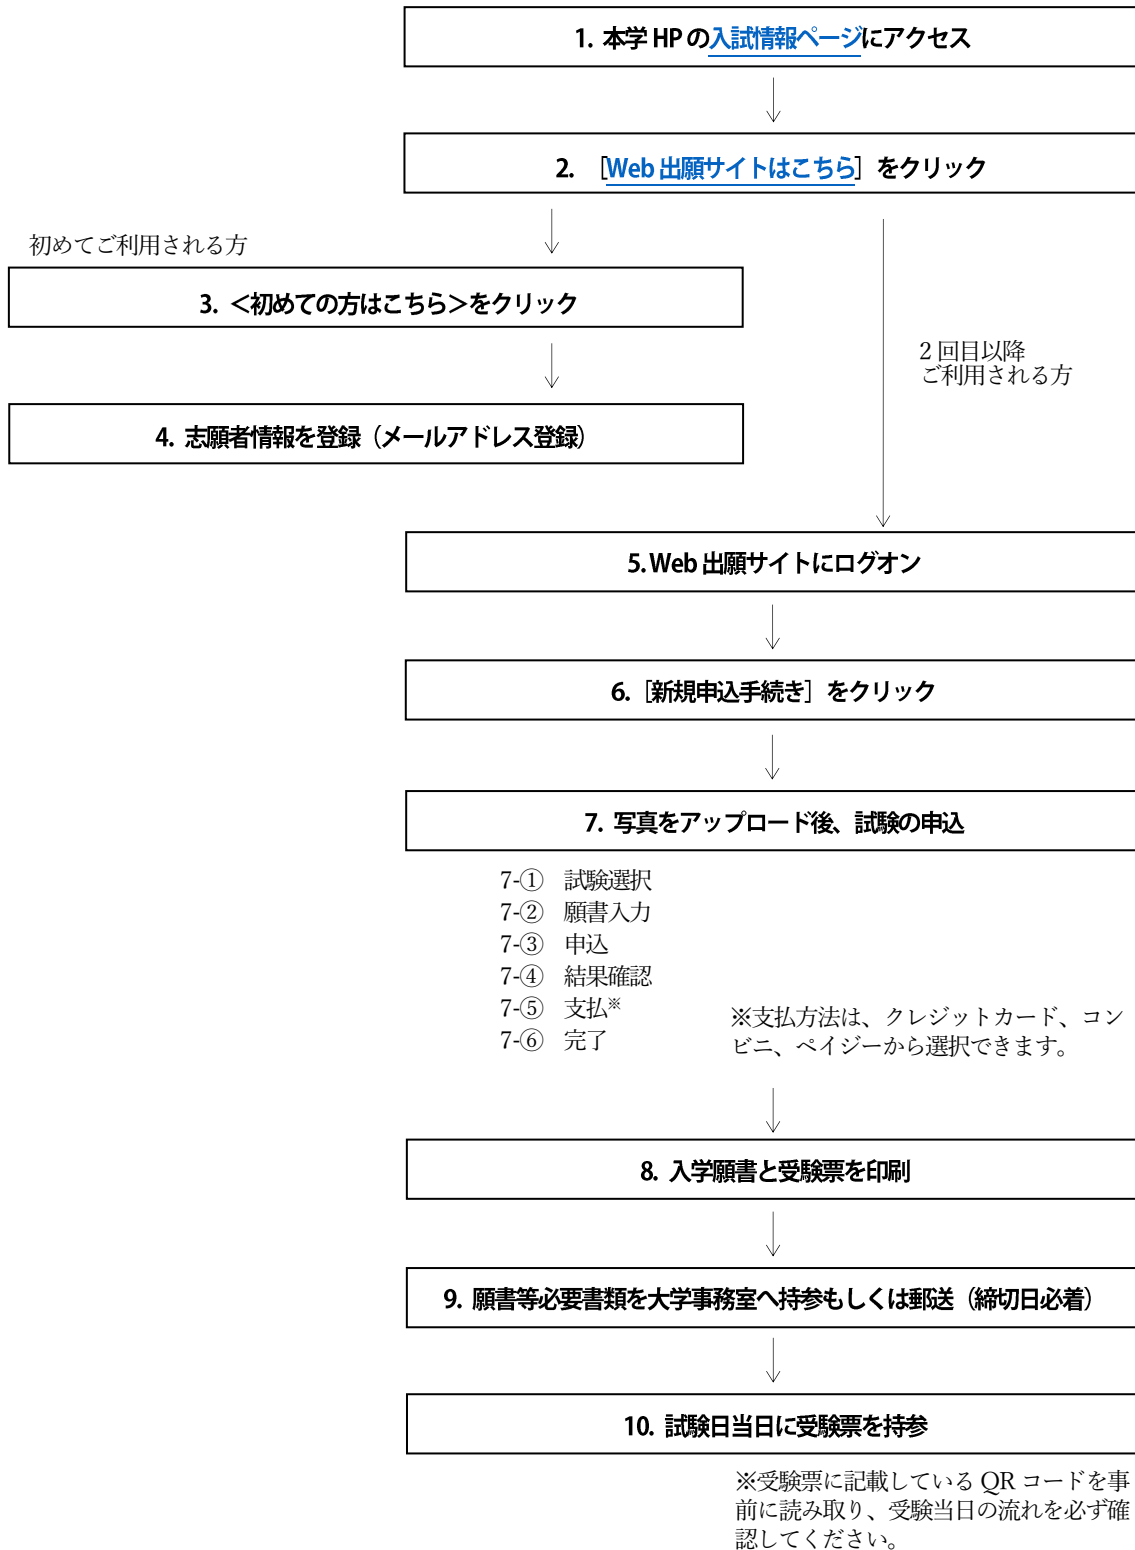 1. 本学 HP の入試情報ページにアクセス
2. ［Web 出願サイトはこちら］をクリック
初めてご利用される方
3. ＜初めての方はこちら＞をクリック
2 回目以降
ご利用される方
4. 志願者情報を登録（メールアドレス登録）
5. Web 出願サイトにログオン
6.［新規申込手続き］をクリック
7. 写真をアップロード後、試験の申込
7-① 試験選択
7-② 願書入力
7-③ 申込
7-④ 結果確認
7-⑤ 支払※
7-⑥ 完了
※支払方法は、クレジットカード、コン
ビニ、ペイジーから選択できます。
8. 入学願書と受験票を印刷
9. 願書等必要書類を大学事務室へ持参もしくは郵送（締切日必着）
10. 試験日当日に受験票を持参
※受験票に記載している QR コードを事
前に読み取り、受験当日の流れを必ず確
認してください。